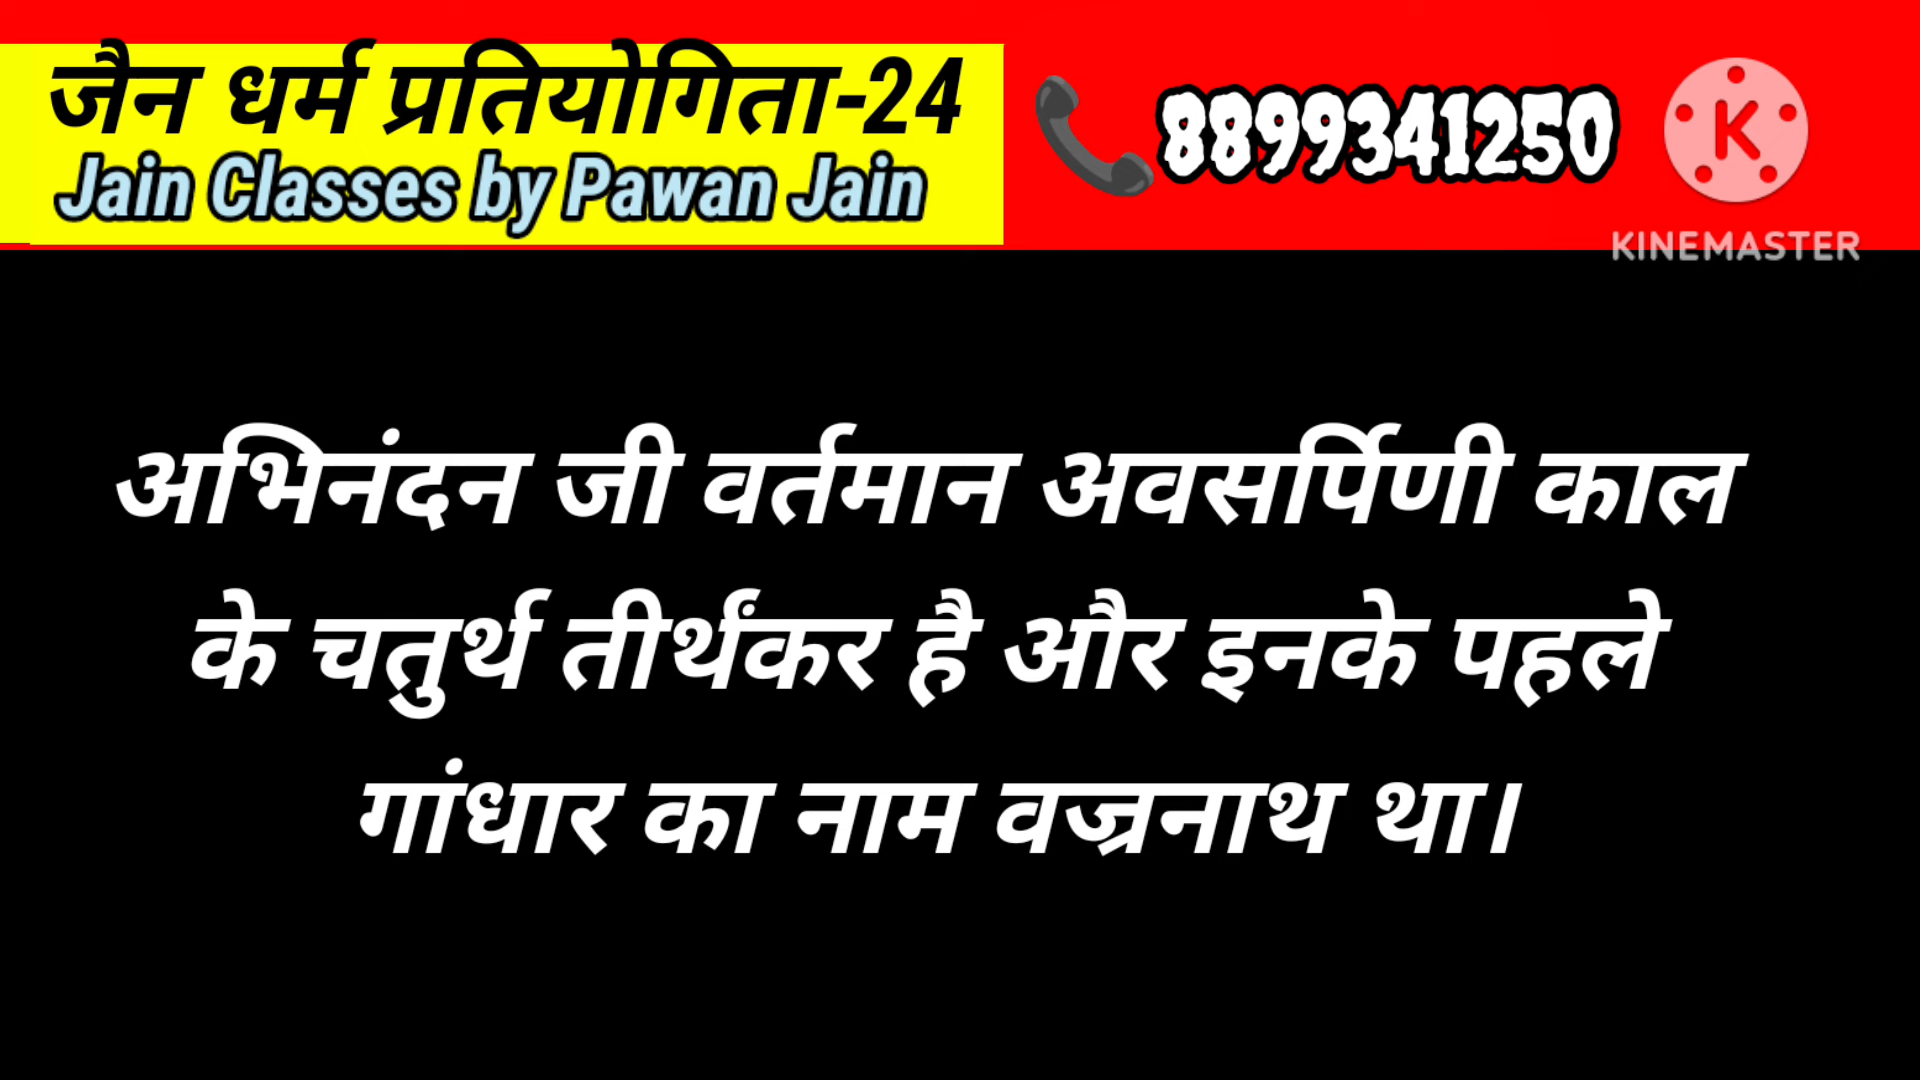 जैन धर्म प्रतियोगिता-24
Jain Classes by Pawan Jain
8899341250
K
KINEMASTER
अभिनंदन जी वर्तमान अवसर्पिणी काल
के चतुर्थ तीर्थंकर है और इनके पहले
गांधार का नाम वज्रनाथ था।